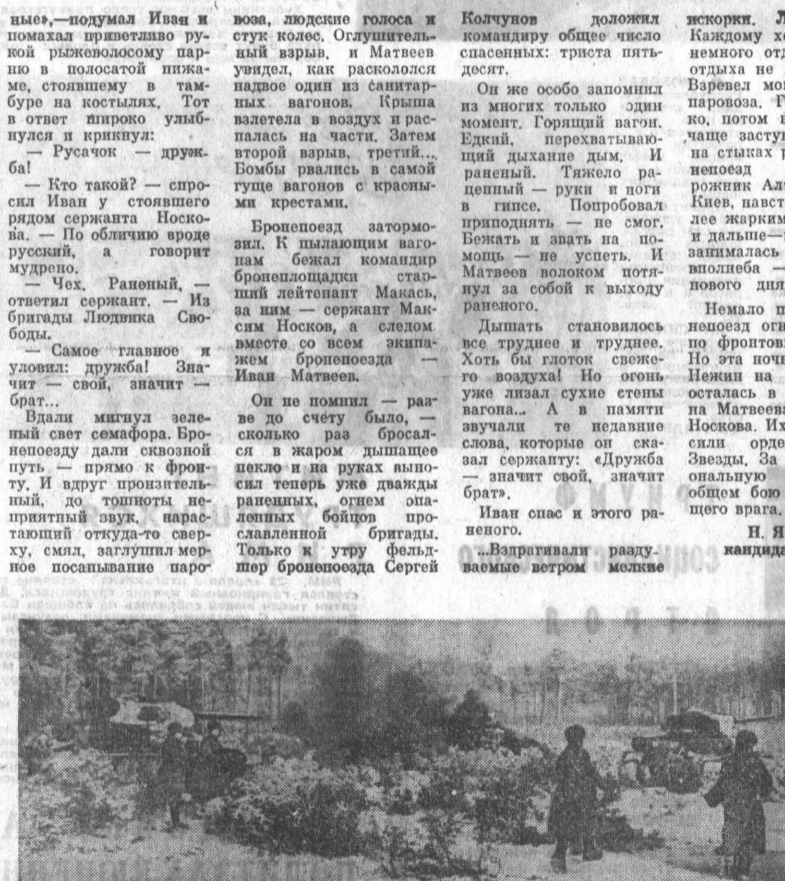 ные»,—подумал Иван и
помахал приветливо ру-
кой рыжеволосому пар-
ню в полосатой пижа-
ме, стоявшему в там-
буре на костылях. Тот
в ответ широко улыб-
нулся и крикнул:
— Русачок — друж-
ба!
— Кто такой? — спро-
сил Иван у стоявшего
рядом сержанта Носко-
ва. — По обличию вроде
русский, а говорит
мудрено.
— Чех. Раненый, —
ответил сержант. — Из
бригады Людвика Сво-
боды.
— Самое главное я
уловил: дружба! Зна-
чит — свой, значит —
брат...
Вдали мигнул зеле-
ный свет семафора. Бро-
непоезду дали сквозной
путь — прямо к фрон-
ту. И вдруг пронзитель-
ный, до тошноты не-
приятный звук, нарас-
тающий откуда-то свер-
ху, смял, заглушил мер-
ное посапывание паро-
воза, людские голоса и
стук колес. Оглушитель-
ный взрыв, и Матвеев
увидел, как раскололся
надвое один из санитар-
ных вагонов. Крыша
взлетела в воздух и рас-
палась на части. Затем
второй взрыв, третий...
Бомбы рвались в самой
гуще вагонов с красны-
ми крестами.
Бронепоезд затормо-
зил. К пылающим ваго-
нам бежал командир
бронеплощадки стар-
ший лейтенант Макась,
за ним — сержант Мак-
сим Носков, а следом
вместе со всем экипа-
жем бронепоезда —
Иван Матвеев.
Он не помнил — раз-
ве до счету было, —
сколько раз бросал-
ся в жаром дышащее
пекло и на руках выно-
сил теперь уже дважды
раненных, огнем опа-
ленных бойцов про-
славленной бригады.
Только к утру фельд-
шер бронепоезда Сергей
Колчунов доложил
командиру общее число
спасенных: триста пять-
десят.
Он же особо запомнил
из многих только один
момент. Горящий вагон.
Едкий, перехватываю-
щий дыхание дым. И
раненый. Тяжело ра-
ненный — руки и ноги
в гипсе. Попробовал
приподнять — не смог.
Бежать и звать на по-
мощь — не успеть. И
Матвеев волоком потя-
нул за собой к выходу
раненого.
Дышать становилось
все труднее и труднее.
Хоть бы глоток свеже-
го воздуха! Но огонь
уже лизал сухие стены
вагона... А в памяти
звучали те недавние
слова, которые он ска-
зал сержанту: «Дружба
— значит свой, значит
брат».
Иван спас и этого ра-
неного.
...Вздрагивали разду-
ваемые ветром мелкие
искорки.
Каждому
немного
отдыха не
Взревел
паровоза.
ко, потом
чаще
на стыках
непоезд
рожник
Киев,
лее жарким
и дальше—
занималась
вполнеба —
нового дня
Немало
непоезд
по
Но эта
Нежин на
осталась в
на Матвеева
Носкова. Их
сили
Звезды. За
общем бою
щего врага.
Н.
кандида